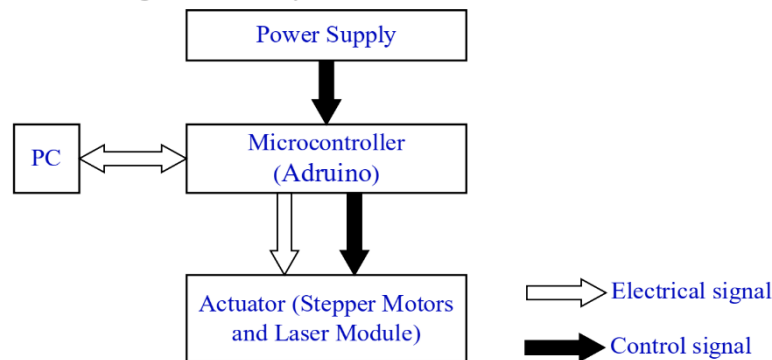 Power Supply
PC
Microcontroller
(Adruino)
Actuator (Stepper Motors
and Laser Module)
Electrical signal
Control signal